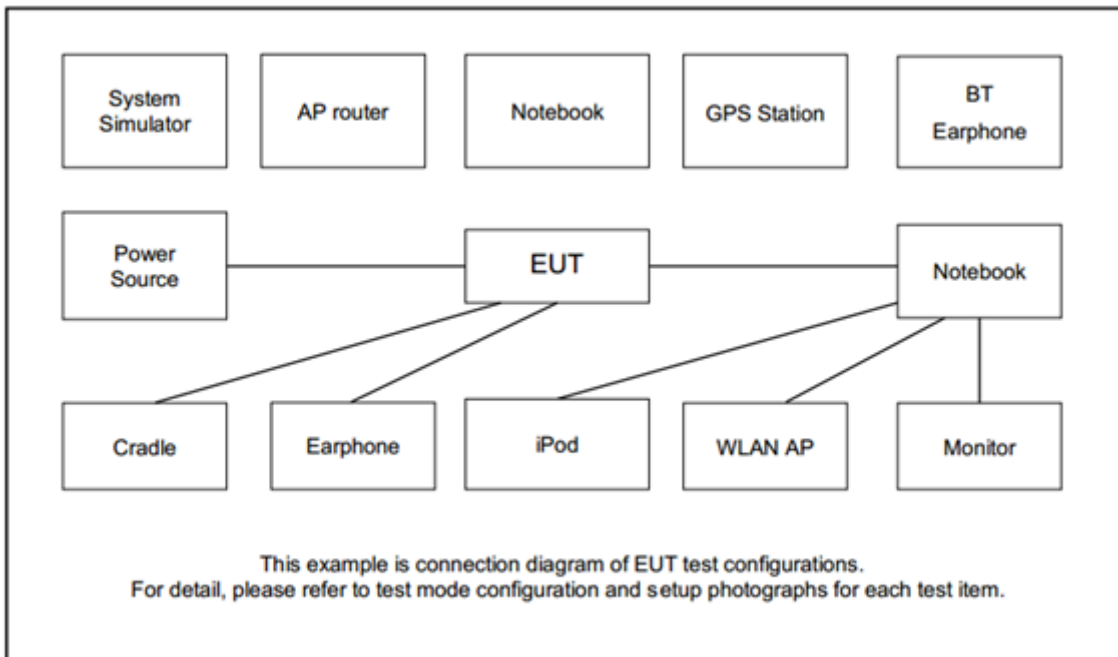 System
Simulator
AP router
Notebook
GPS Station
BT
Earphone
Power
Source
EUT
Notebook
Cradle
Earphone
iPod
WLAN AP
Monitor
This example is connection diagram of EUT test configurations.
For detail, please refer to test mode configuration and setup photographs for each test item.